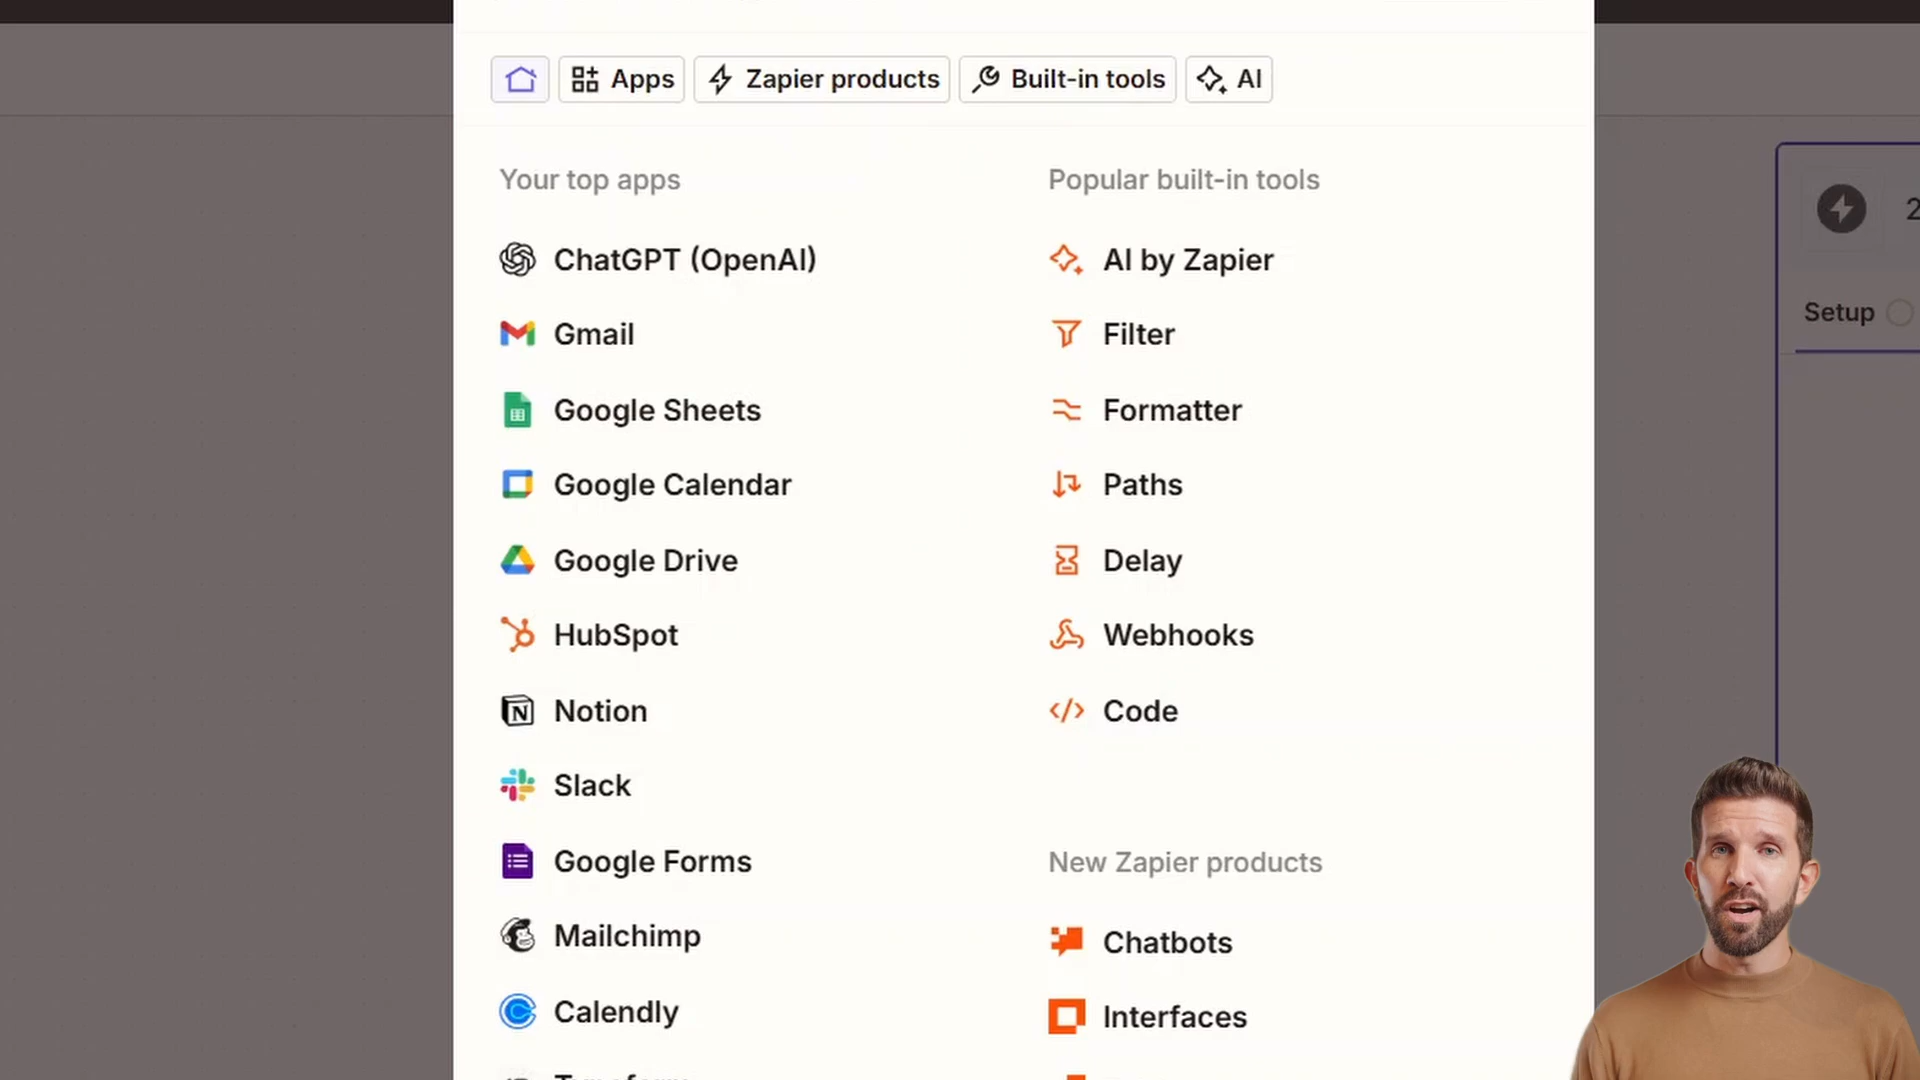 Apps
Zapier products
Built-in tools
AI
Your top apps
ChatGPT (OpenAI)
Gmail
Google Sheets
Google Calendar
Google Drive
HubSpot
Notion
Slack
Google Forms
Mailchimp
Calendly
Popular built-in tools
AI by Zapier
Filter
Formatter
Paths
Delay
Webhooks
Code
New Zapier products
Chatbots
Interfaces
2
Setup